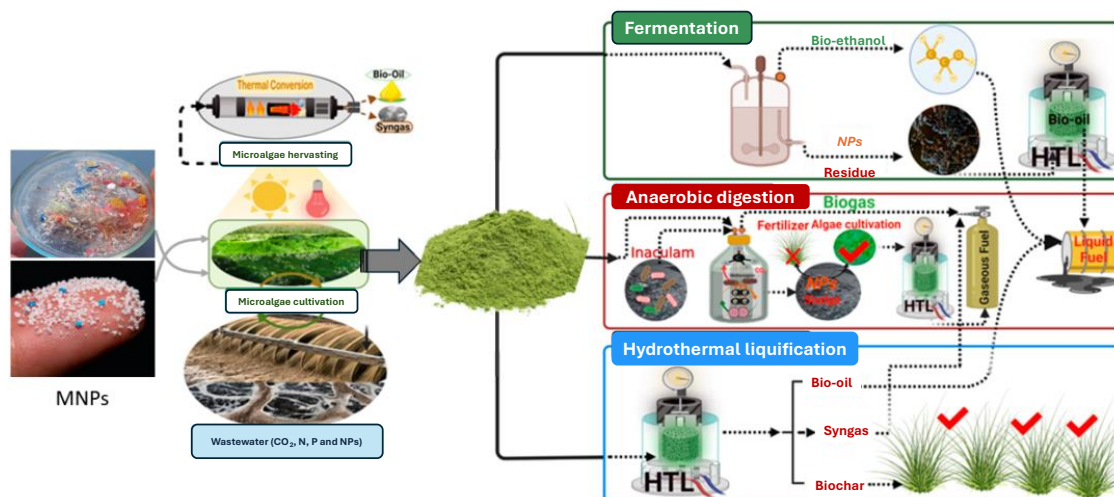 Thermal Conversion
Bio-Oil
Syngas
Microalgae hervasting
MNPs
Microalgae cultivation
Wastewater (CO₂, N, P and NPs)
Fermentation
Bio-ethanol
NPs
Residue
Bio-oil
HTL
Anaerobic digestion
Biogas
Inaculam
Fertilizer Algae cultivation
NPs
HTL
Gaseous Fuel
Liquid
Fuel
Hydrothermal liquification
HTL
Bio-oil
Syngas
Biochar